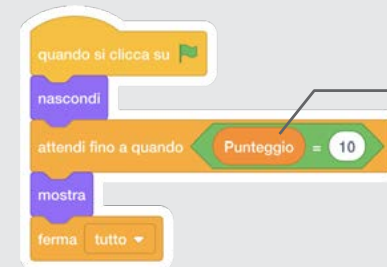 quando si clicca su
nascondi
attendi fino a quando Punteggio = 10
mostra
ferma tutto